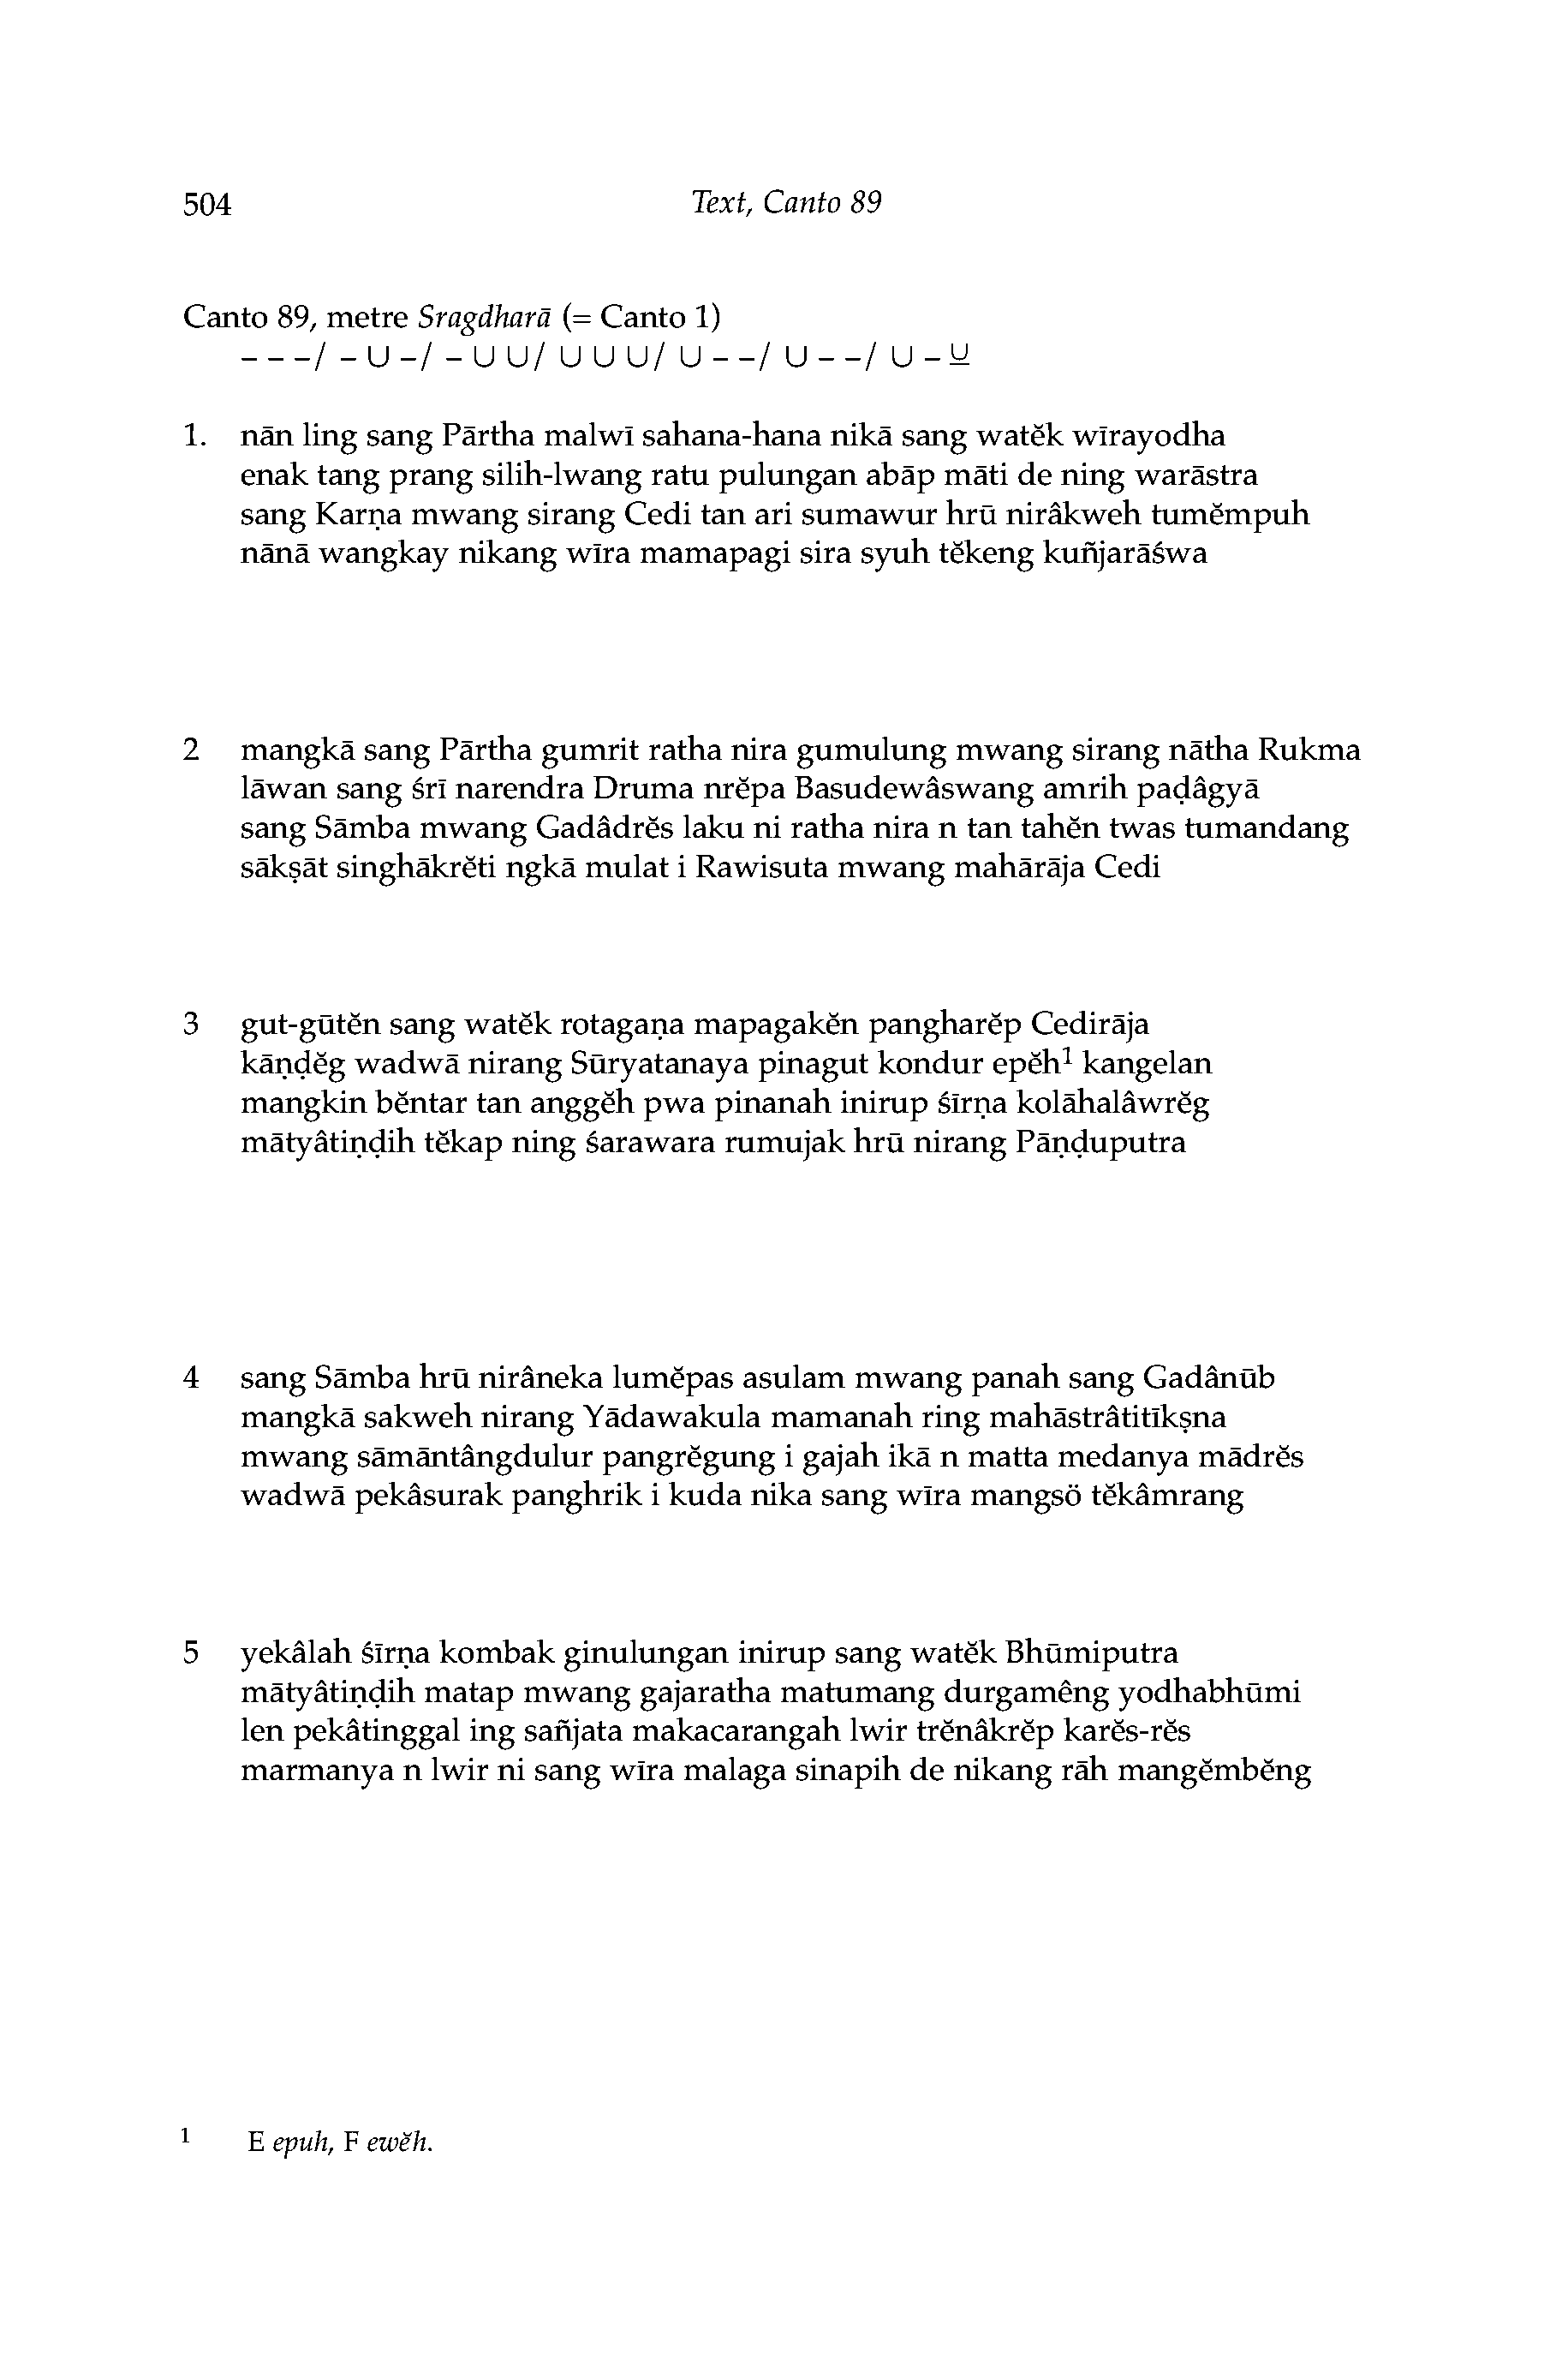 504 Text, Canto 89
Canto 89, metre Sragdharā (= Canto 1)
– – –/ – ∪ –/ – ∪ ∪/ ∪ ∪ ∪/ ∪ – –/ ∪ – –/ ∪ – ∪̲
1. nān ling sang Pārtha malwī sahana-hana nikā sang watĕk wīrayodha
enak tang prang silih-lwang ratu pulungan abāp māti de ning warāstra
sang Karṇa mwang sirang Cedi tan ari sumawur hrū nirâkweh tumĕmpuh
nānā wangkay nikang wīra mamapagi sira syuh tĕkeng kuñjarāśwa
2 mangkā sang Pārtha gumrit ratha nira gumulung mwang sirang nātha Rukma
lāwan sang śrī narendra Druma nrĕpa Basudewâswang amrih paḍâgyā
sang Sāmba mwang Gadâdrĕs laku ni ratha nira n tan tahĕn twas tumandang
sākṣāt singhākrĕti ngkā mulat i Rawisuta mwang mahārāja Cedi
3 gut-gūtĕn sang watĕk rotagaṇa mapagakĕn pangharĕp Cedirāja
kāṇḍĕg wadwā nirang Sūryatanaya pinagut kondur epĕh¹ kangelan
mangkin bĕntar tan anggĕh pwa pinanah inirup śīrṇa kolāhalâwrĕg
mātyâtiṇḍih tĕkap ning śarawara rumujak hrū nirang Pāṇḍuputra
4 sang Sāmba hrū nirâneka lumĕpas asulam mwang panah sang Gadânūb
mangkā sakweh nirang Yādawakula mamanah ring mahāstrâtitīkṣna
mwang sāmāntângdulur pangrĕgung i gajah ikā n matta medanya mādrĕs
wadwā pekâsurak panghrik i kuda nika sang wīra mangsö tĕkâmrang
5 yekâlah śīrṇa kombak ginulungan inirup sang watĕk Bhūmiputra
mātyâtiṇḍih matap mwang gajaratha matumang durgamêng yodhabhūmi
len pekâtinggal ing sañjata makacarangah lwir trĕnâkrĕp karĕs-rĕs
marmanya n lwir ni sang wīra malaga sinapih de nikang rāh mangĕmbĕng
¹ E epuh, F ewĕh.